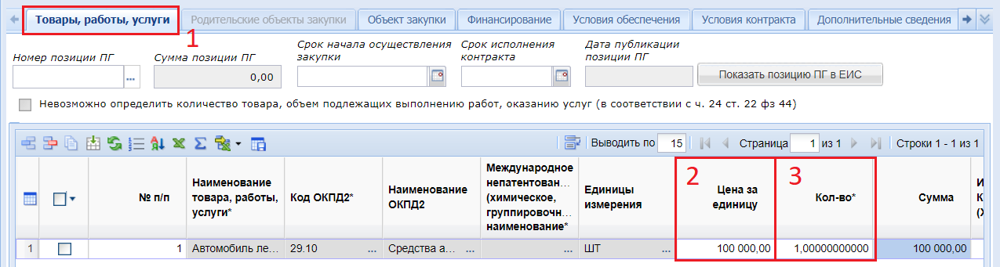 Товары, работы, услуги Родительские объекты закупки Объект закупки Финансирование Условия обеспечения Условия контракта Дополнительные сведения
1
Номер позиции ПГ Сумма позиции ПГ Срок начала осуществления закупки Срок исполнения контракта Дата публикации позиции ПГ
... 0,00 Показать позицию ПГ в ЕИС
Невозможно определить количество товара, объем подлежащих выполнению работ, оказанию услуг (в соответствии с ч. 24 ст. 22 фз 44)
Выводить по 15 Страница 1 из 1 Строки 1 - 1 из 1
№ п/п
Наименование
товара, работы,
услуги*
Код ОКПД2*
Наименование
ОКПД2
Международное
непатентован...
(химическое,
группировочн...
наименование*
Единицы
измерения
2
Цена за
единицу
3
Кол-во*
Сумма
И
К
(Х
1 1 Автомобиль ле... 29.10 ... Средства а... ... ... ШТ ... 100 000,00 1,00000000000 100 000,00